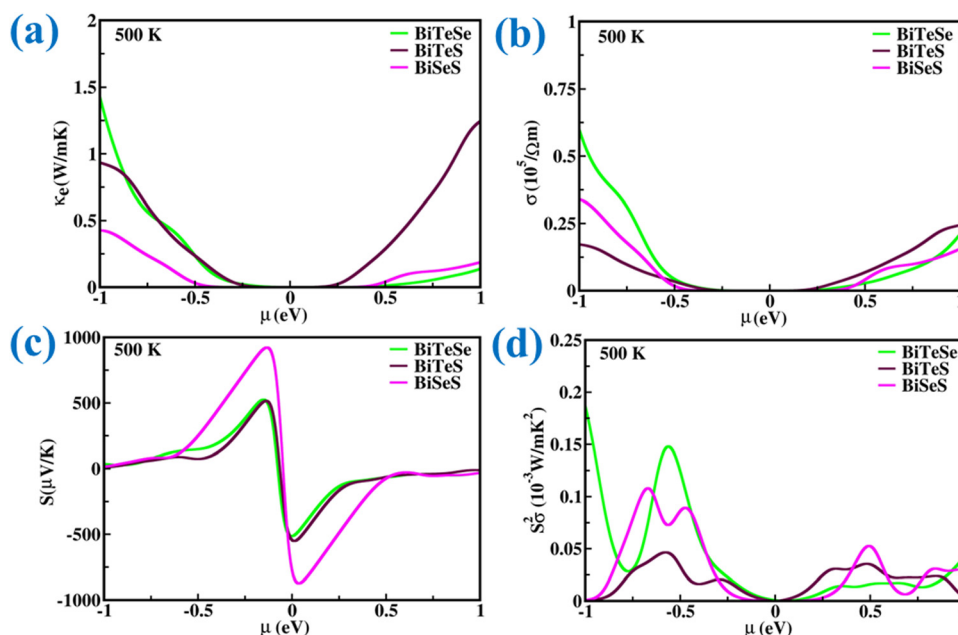 (a)
500 K
BiTeSe
BiTeS
BiSeS
2
1.5
1
0.5
0
κe(W/mK)
-1 -0.5 0 0.5 1
μ (eV)
(b)
500 K
BiTeSe
BiTeS
BiSeS
1
0.75
0.5
0.25
0
σ (10⁵/Ωm)
-1 -0.5 0 0.5 1
μ (eV)
(c)
500 K
BiTeSe
BiTeS
BiSeS
1000
500
0
-500
-1000
S(μV/K)
-1 -0.5 0 0.5 1
μ (eV)
(d)
500 K
BiTeSe
BiTeS
BiSeS
0.25
0.2
0.15
0.1
0.05
0
S²σ (10⁻³W/mK²)
-1 -0.5 0 0.5
μ (eV)